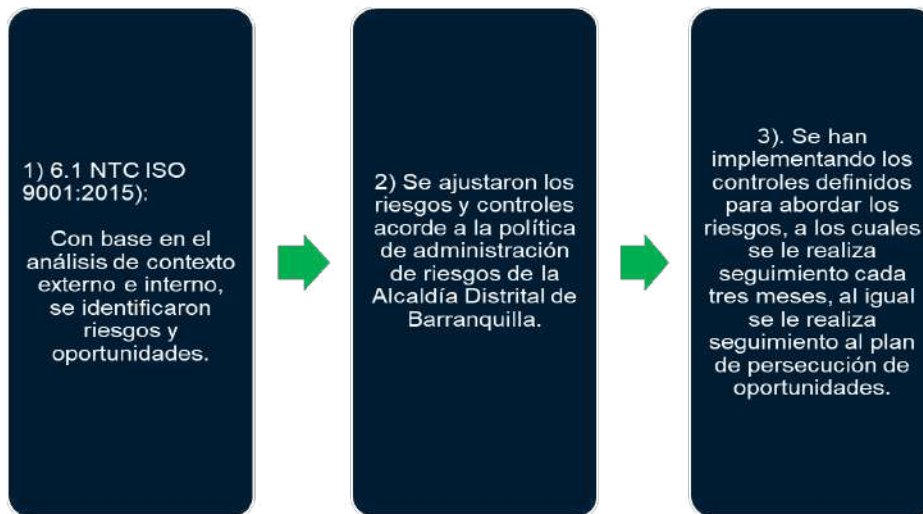 1) 6.1 NTC ISO
9001:2015):
Con base en el
análisis de contexto
externo e interno,
se identificaron
riesgos y
oportunidades.
2) Se ajustaron los
riesgos y controles
acorde a la política
de administración
de riesgos de la
Alcaldía Distrital de
Barranquilla.
3). Se han
implementando los
controles definidos
para abordar los
riesgos, a los cuales
se le realiza
seguimiento cada
tres meses, al igual
se le realiza
seguimiento al plan
de persecución de
oportunidades.